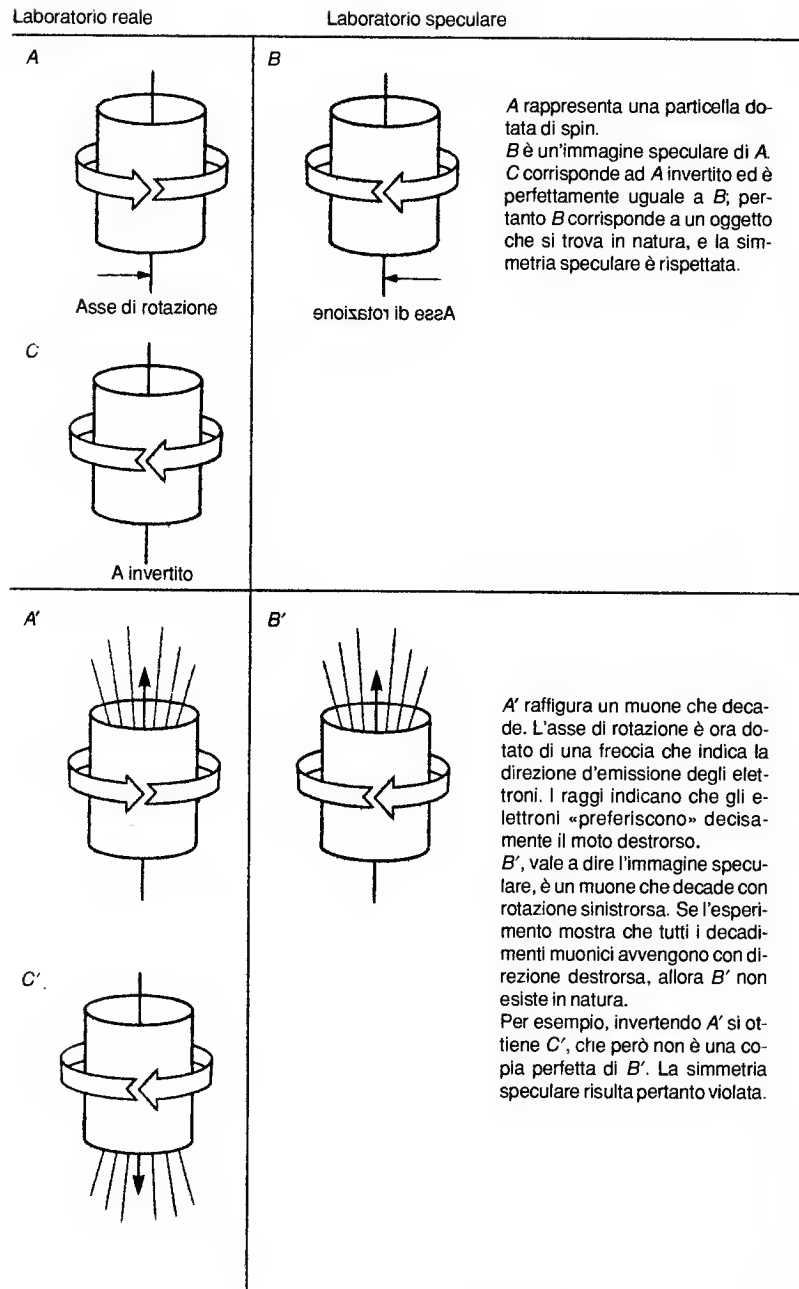 Laboratorio reale
Laboratorio speculare
A
B
A rappresenta una particella do-
tata di spin.
B è un'immagine speculare di A.
C corrisponde ad A invertito ed è
perfettamente uguale a B; per-
tanto B corrisponde a un oggetto
che si trova in natura, e la sim-
metria speculare è rispettata.
Asse di rotazione
Asse di rotazione
C
A invertito
A'
B'
A' raffigura un muone che deca-
de. L'asse di rotazione è ora do-
tato di una freccia che indica la
direzione d'emissione degli elet-
troni. I raggi indicano che gli e-
lettroni «preferiscono» decisa-
mente il moto destrorso.
B', vale a dire l'immagine specu-
lare, è un muone che decade con
rotazione sinistrorsa. Se l'esperi-
mento mostra che tutti i decadi-
menti muonici avvengono con di-
rezione destrorsa, allora B' non
esiste in natura.
Per esempio, invertendo A' si ot-
tiene C', che però non è una co-
pia perfetta di B'. La simmetria
speculare risulta pertanto violata.
C'.